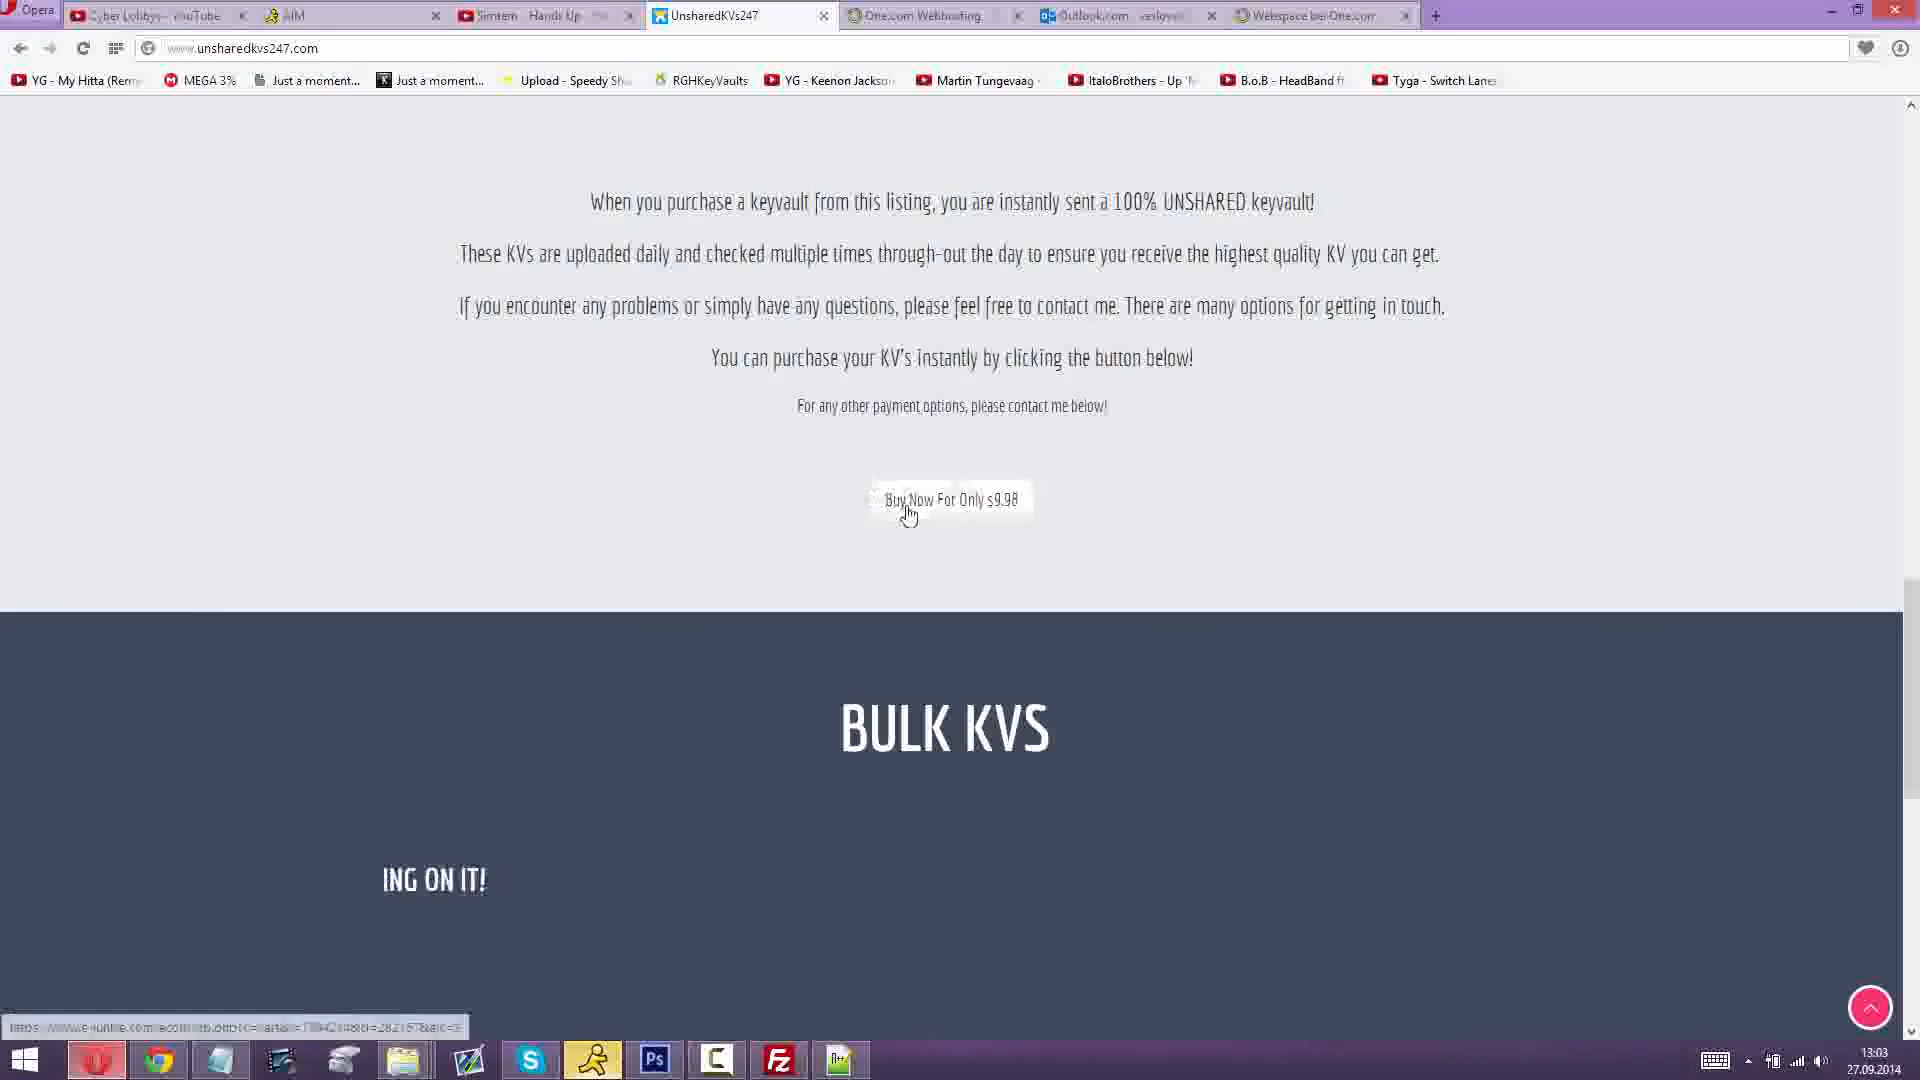 Opera
Cyber Lobbys - YouTube
AIM
Simtem Hands Up
UnsharedKVs247
One.com Webhosting
Outlook.com
Webspace bei One.com
www.unsharedkvs247.com
YG - My Hitta (Rem
MEGA 3%
Just a moment...
Just a moment...
Upload - Speedy Sh
RGHKeyVaults
YG - Keenon Jacks
Martin Tungevaag -
ItaloBrothers - Up
B.o.B - HeadBand f
Tyga - Switch Lanes
When you purchase a keyvault from this listing, you are instantly sent a 100% UNSHARED keyvault!
These KVs are uploaded daily and checked multiple times through-out the day to ensure you receive the highest quality KV you can get.
If you encounter any problems or simply have any questions, please feel free to contact me. There are many options for getting in touch.
You can purchase your KV's instantly by clicking the button below!
For any other payment options, please contact me below!
Buy Now For Only $9.98
BULK KVS
ING ON IT!
13:03
27.09.2014